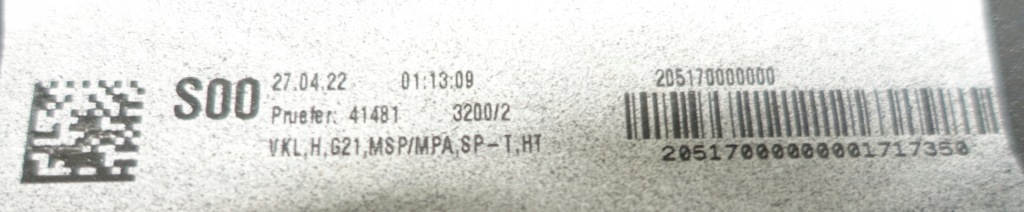 S00 27.04.22 01:13:09
Pruefer: 41481 3200/2
VKL,H,G21,MSP/MPA,SP-T,HT
205170000000
20517000000001717350